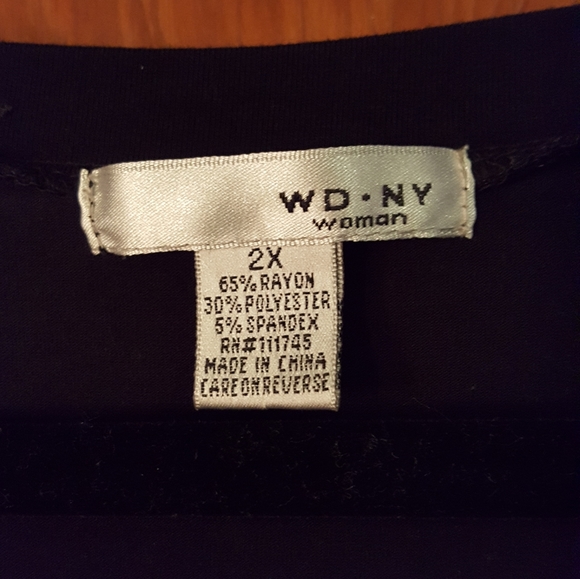 WD·NY
woman
2X
65% RAYON
30% POLYESTER
5% SPANDEX
RN#111745
MADE IN CHINA
CARE ON REVERSE